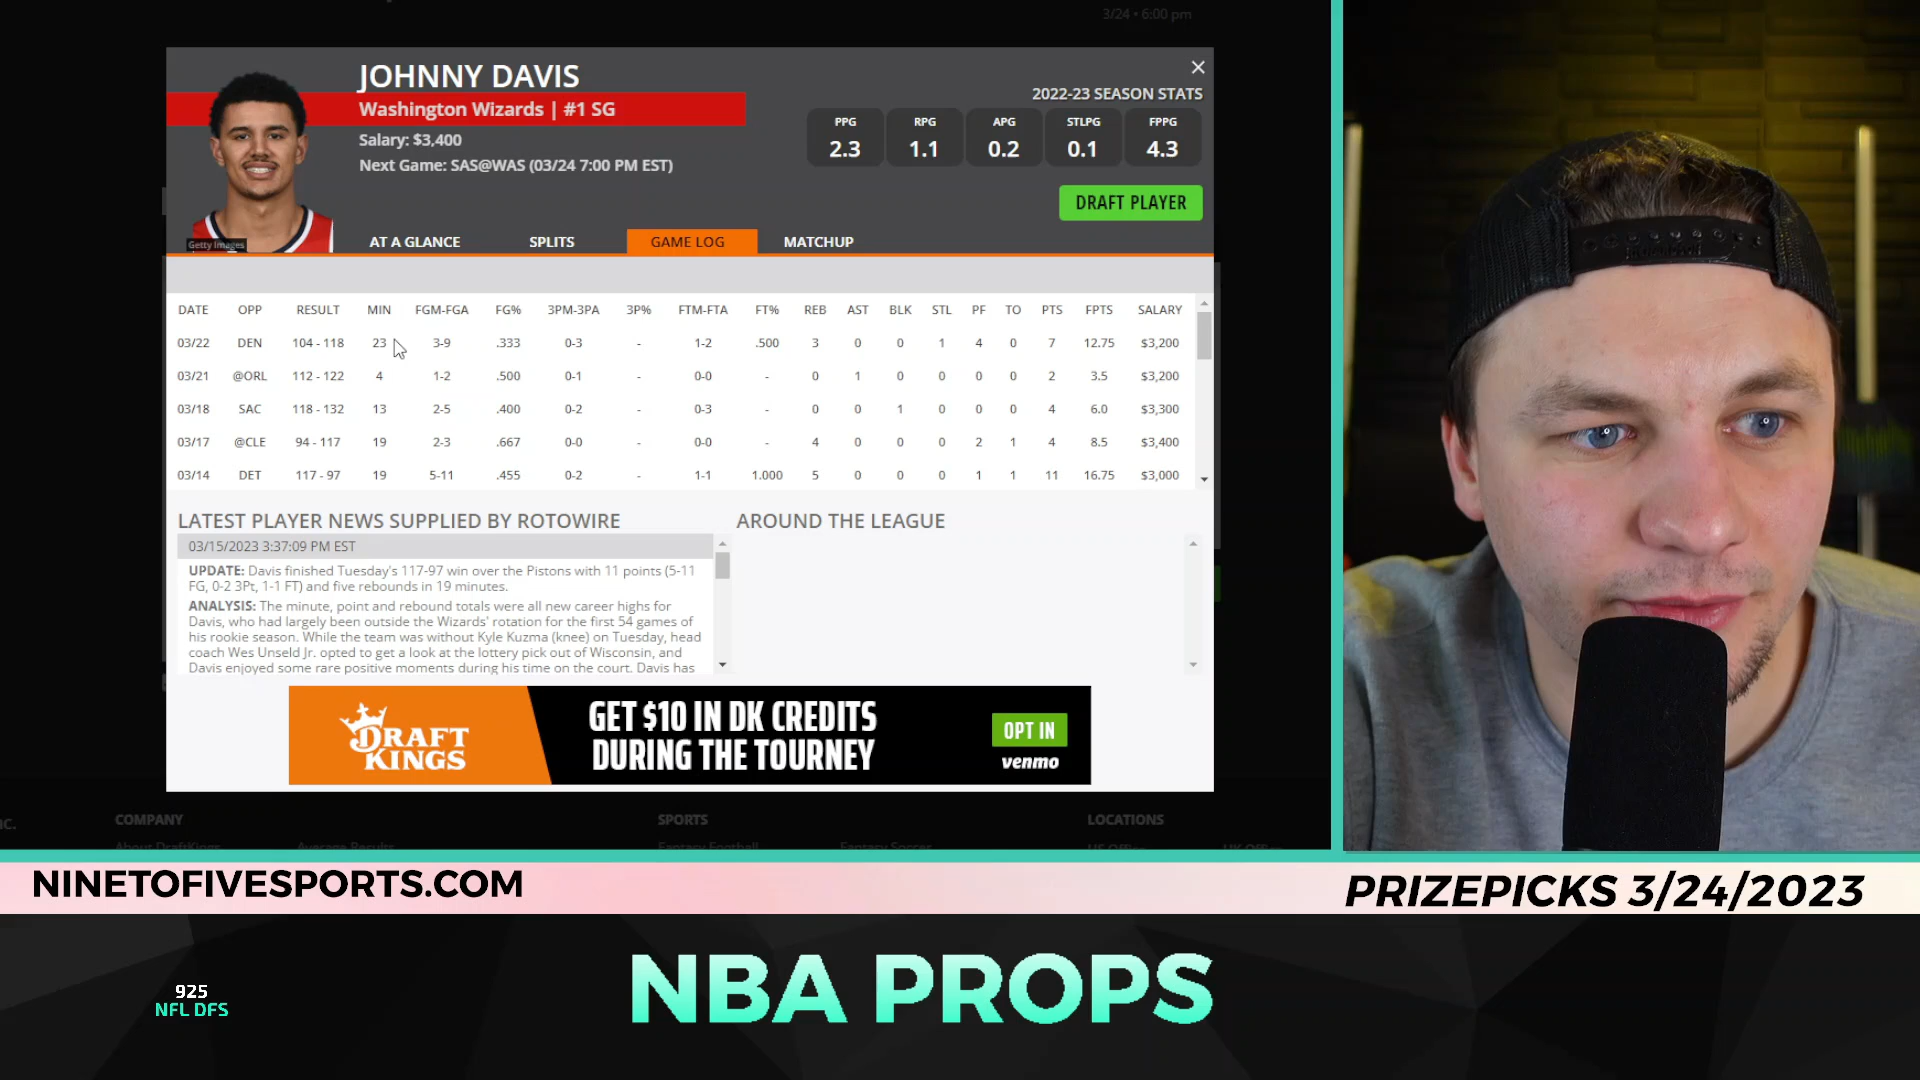 3/24 • 6:00 pm
JOHNNY DAVIS
Washington Wizards | #1 SG
Salary: $3,400
Next Game: SAS@WAS (03/24 7:00 PM EST)
2022-23 SEASON STATS
PPG RPG APG STLPG FPPG
2.3 1.1 0.2 0.1 4.3
DRAFT PLAYER
Getty Images
AT A GLANCE SPLITS GAME LOG MATCHUP
DATE OPP RESULT MIN FGM-FGA FG% 3PM-3PA 3P% FTM-FTA FT% REB AST BLK STL PF TO PTS FPTS SALARY
03/22 DEN 104 - 118 23 3-9 .333 0-3 - 1-2 .500 3 0 0 1 4 0 7 12.75 $3,200
03/21 @ORL 112 - 122 4 1-2 .500 0-1 - 0-0 - 0 1 0 0 0 0 2 3.5 $3,200
03/18 SAC 118 - 132 13 2-5 .400 0-2 - 0-3 - 0 0 1 0 0 0 4 6.0 $3,300
03/17 @CLE 94 - 117 19 2-3 .667 0-0 - 0-0 - 4 0 0 0 2 1 4 8.5 $3,400
03/14 DET 117 - 97 19 5-11 .455 0-2 - 1-1 1.000 5 0 0 0 1 1 11 16.75 $3,000
LATEST PLAYER NEWS SUPPLIED BY ROTOWIRE
03/15/2023 3:37:09 PM EST
UPDATE: Davis finished Tuesday's 117-97 win over the Pistons with 11 points (5-11
FG, 0-2 3Pt, 1-1 FT) and five rebounds in 19 minutes.
ANALYSIS: The minute, point and rebound totals were all new career highs for
Davis, who had largely been outside the Wizards' rotation for the first 54 games of
his rookie season. While the team was without Kyle Kuzma (knee) on Tuesday, head
coach Wes Unseld Jr. opted to get a look at the lottery pick out of Wisconsin, and
Davis enjoyed some rare positive moments during his time on the court. Davis has
AROUND THE LEAGUE
DRAFT
KINGS
GET $10 IN DK CREDITS
DURING THE TOURNEY
OPT IN
venmo
COMPANY SPORTS LOCATIONS
About DraftKings Average Results Fantasy Football Fantasy Soccer
NINETOFIVESPORTS.COM
PRIZEPICKS 3/24/2023
NBA PROPS
925
NFL DFS